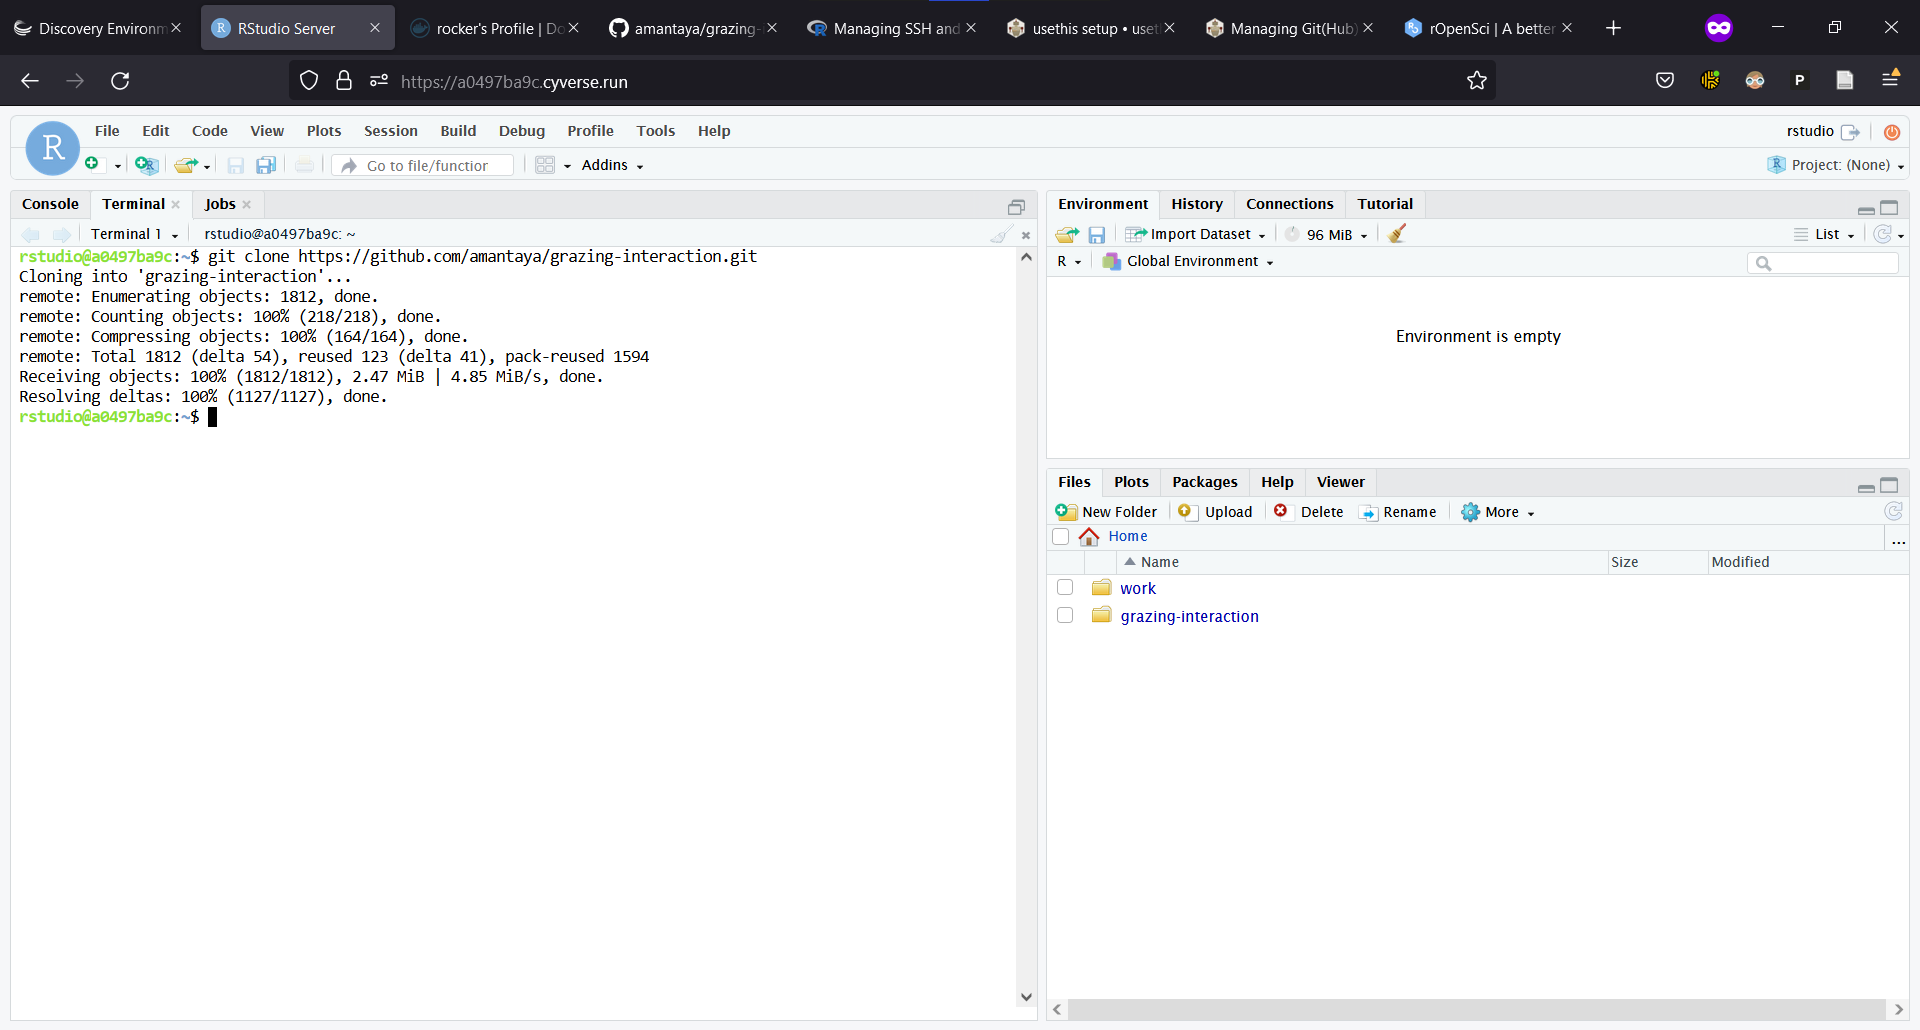 Discovery Environm
RStudio Server
rocker's Profile | Do
amantaya/grazing-
Managing SSH and
usethis setup • uset
Managing Git(Hub)
rOpenSci | A better
https://a0497ba9c.cyverse.run
P
R
File Edit Code View Plots Session Build Debug Profile Tools Help
rstudio
Go to file/function
Addins
Project: (None)
Console Terminal Jobs
Terminal 1 rstudio@a0497ba9c: ~
rstudio@a0497ba9c:~$ git clone https://github.com/amantaya/grazing-interaction.git
Cloning into 'grazing-interaction'...
remote: Enumerating objects: 1812, done.
remote: Counting objects: 100% (218/218), done.
remote: Compressing objects: 100% (164/164), done.
remote: Total 1812 (delta 54), reused 123 (delta 41), pack-reused 1594
Receiving objects: 100% (1812/1812), 2.47 MiB | 4.85 MiB/s, done.
Resolving deltas: 100% (1127/1127), done.
rstudio@a0497ba9c:~$
Environment History Connections Tutorial
Import Dataset 96 MiB List
R Global Environment
Environment is empty
Files Plots Packages Help Viewer
New Folder Upload Delete Rename More
Home ...
Name Size Modified
work
grazing-interaction